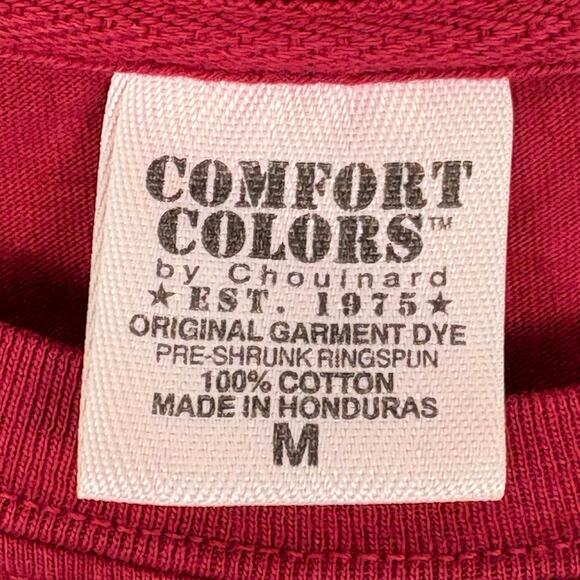 COMFORT
COLORS™
by Chouinard
★ EST. 1975 ★
ORIGINAL GARMENT DYE
PRE-SHRUNK RINGSPUN
100% COTTON
MADE IN HONDURAS
M